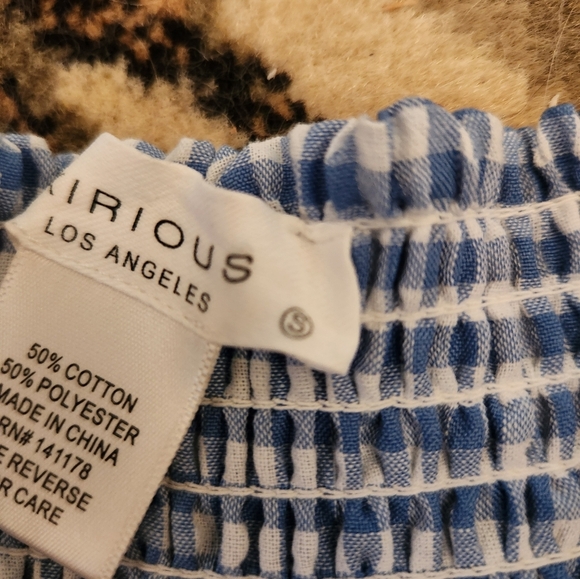 IRIOUS
LOS ANGELES
S
50% COTTON
50% POLYESTER
MADE IN CHINA
RN# 141178
E REVERSE
R CARE